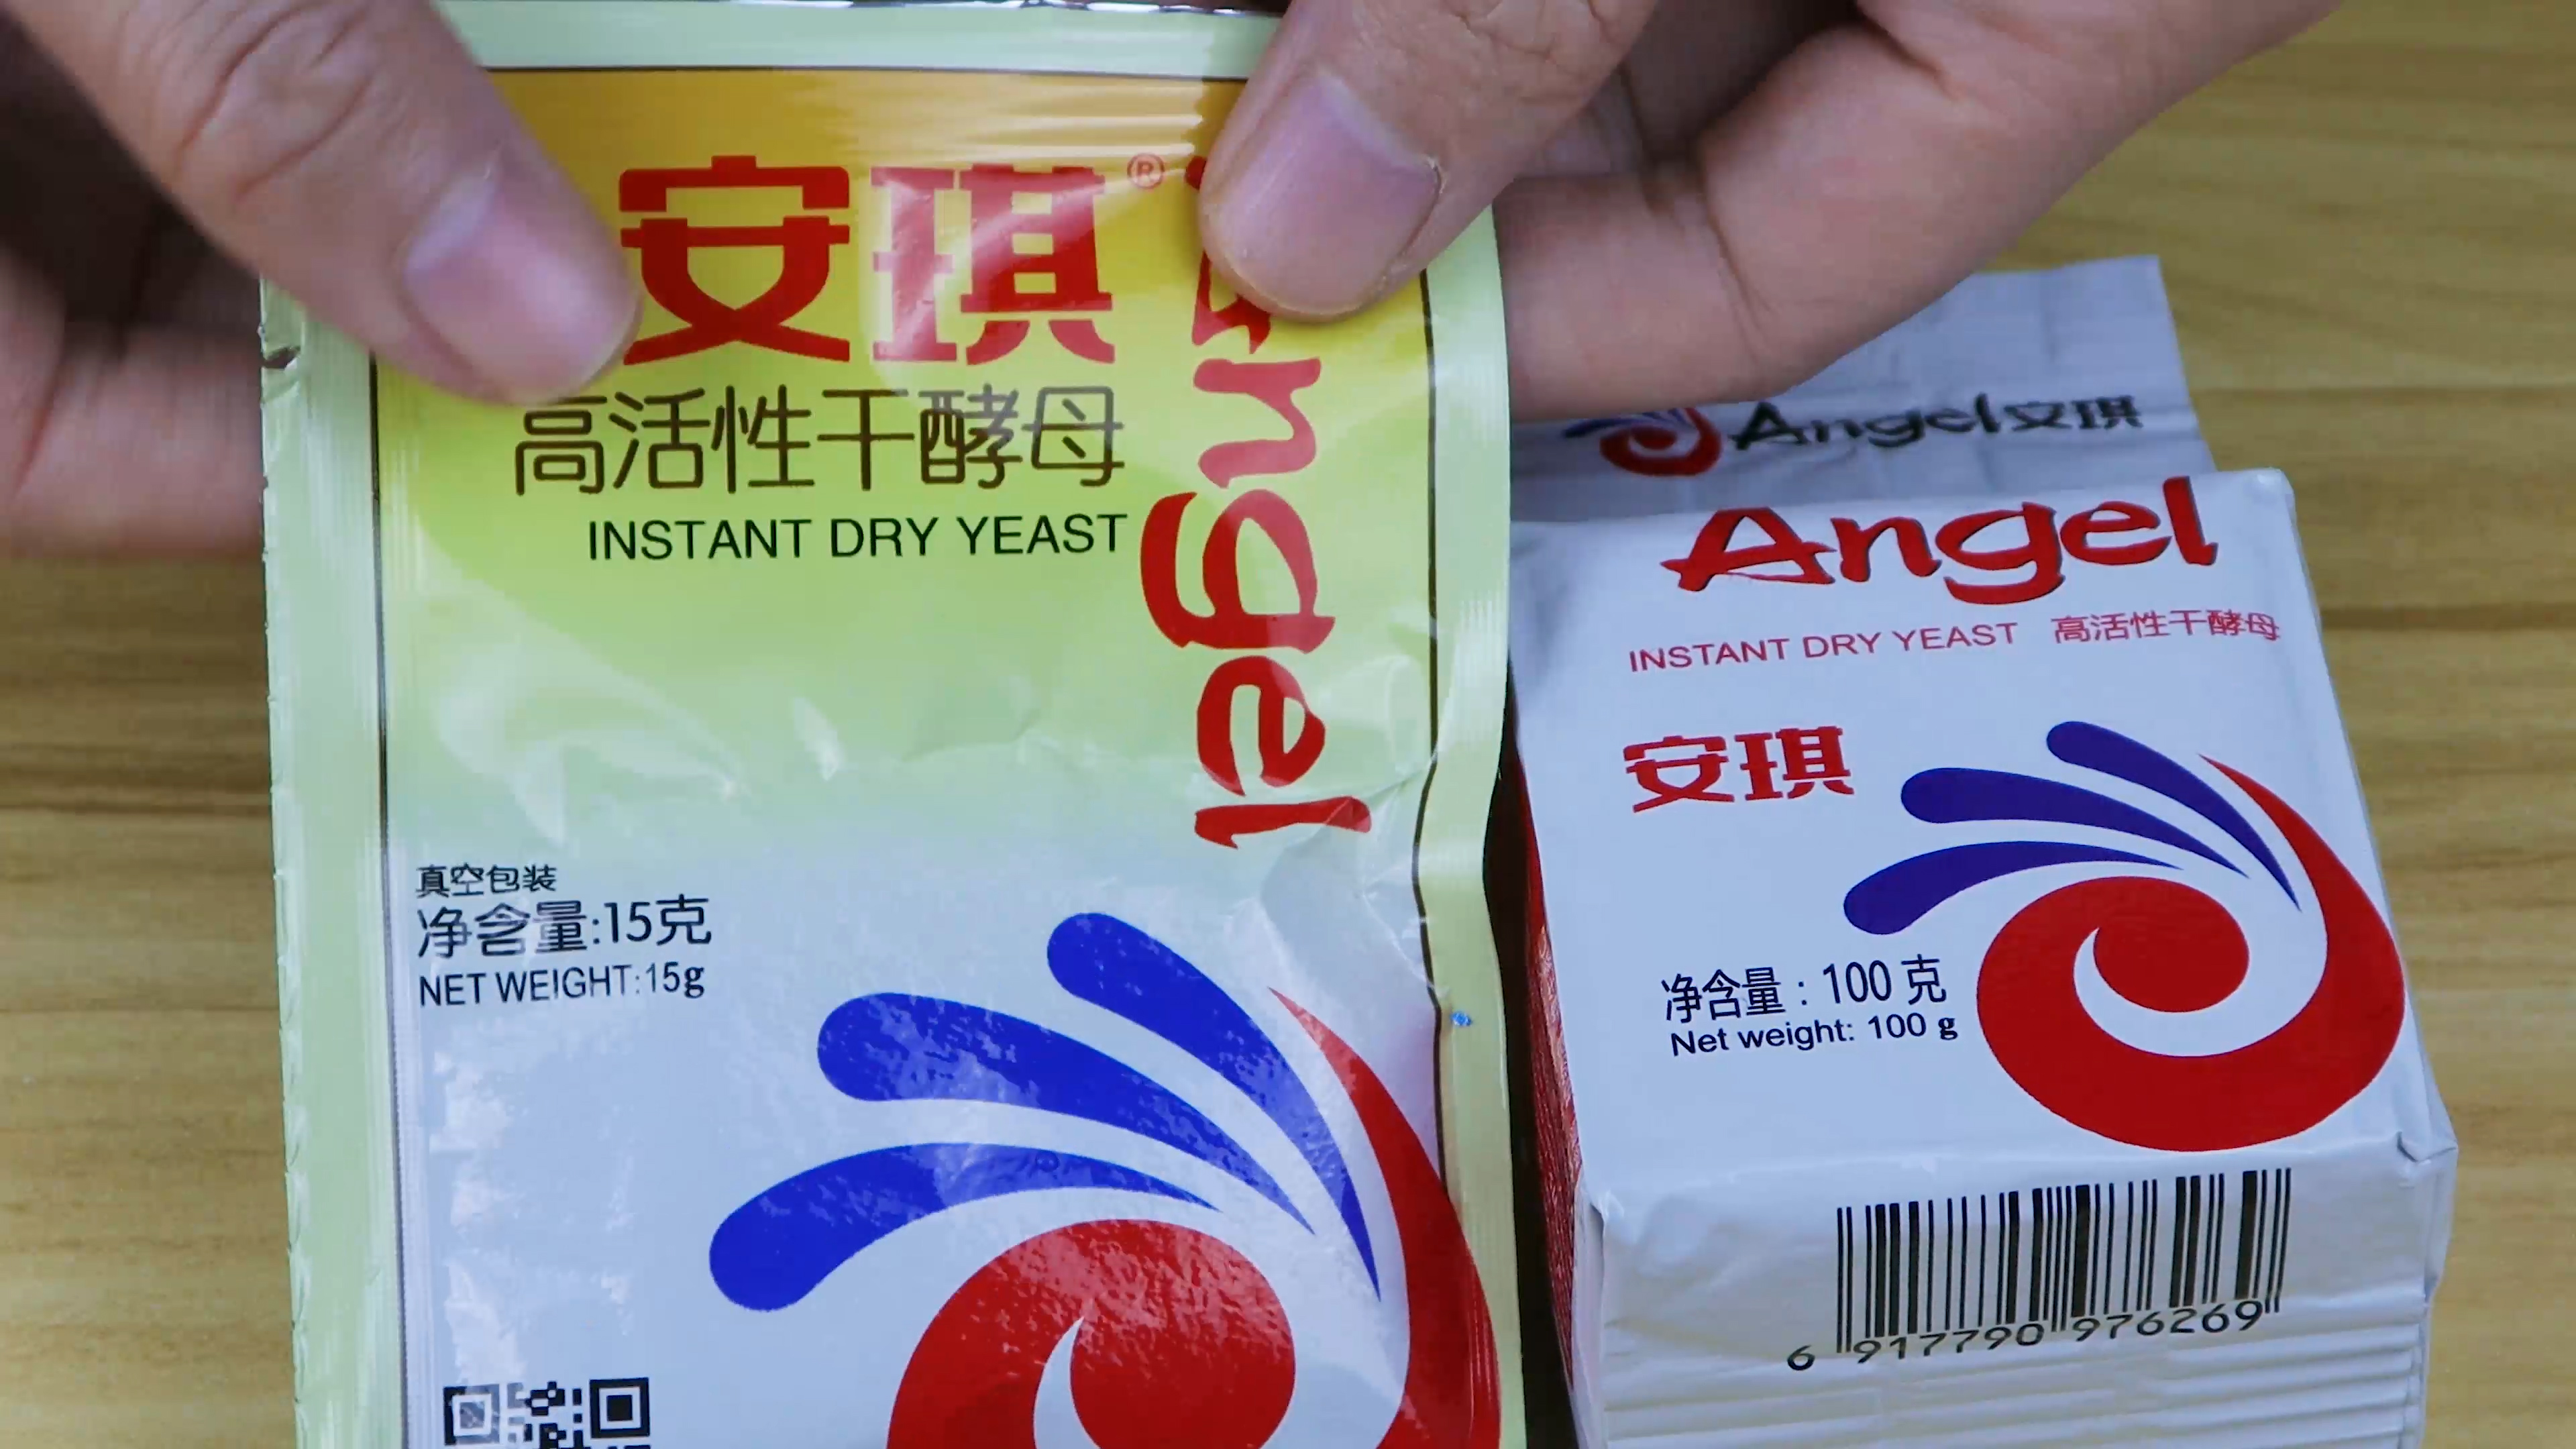 安琪®
高活性干酵母
INSTANT DRY YEAST
Angel
真空包装
净含量:15克
NET WEIGHT:15g
Angel安琪
Angel
INSTANT DRY YEAST 高活性干酵母
安琪
净含量：100克
Net weight: 100 g
6 917790 976269